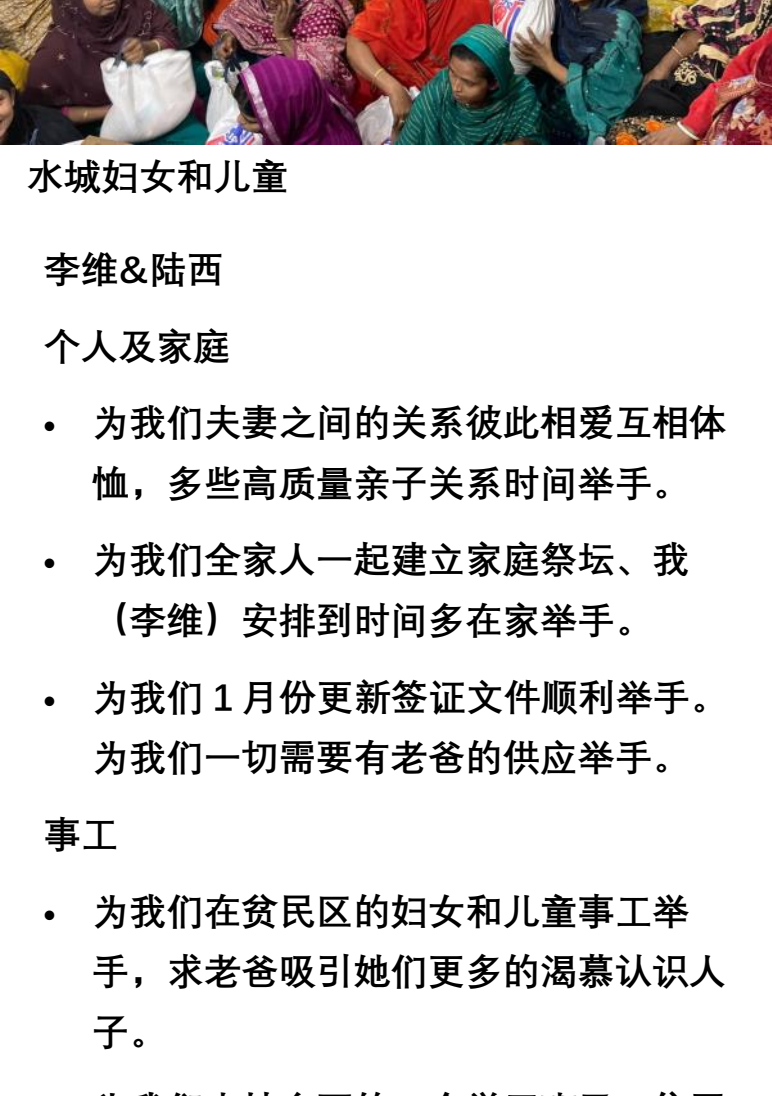 水城妇女和儿童
李维&陆西
个人及家庭
• 为我们夫妻之间的关系彼此相爱互相体
恤，多些高质量亲子关系时间举手。
• 为我们全家人一起建立家庭祭坛、我
（李维）安排到时间多在家举手。
• 为我们 1 月份更新签证文件顺利举手。
为我们一切需要有老爸的供应举手。
事工
• 为我们在贫民区的妇女和儿童事工举
手，求老爸吸引她们更多的渴慕认识人
子。